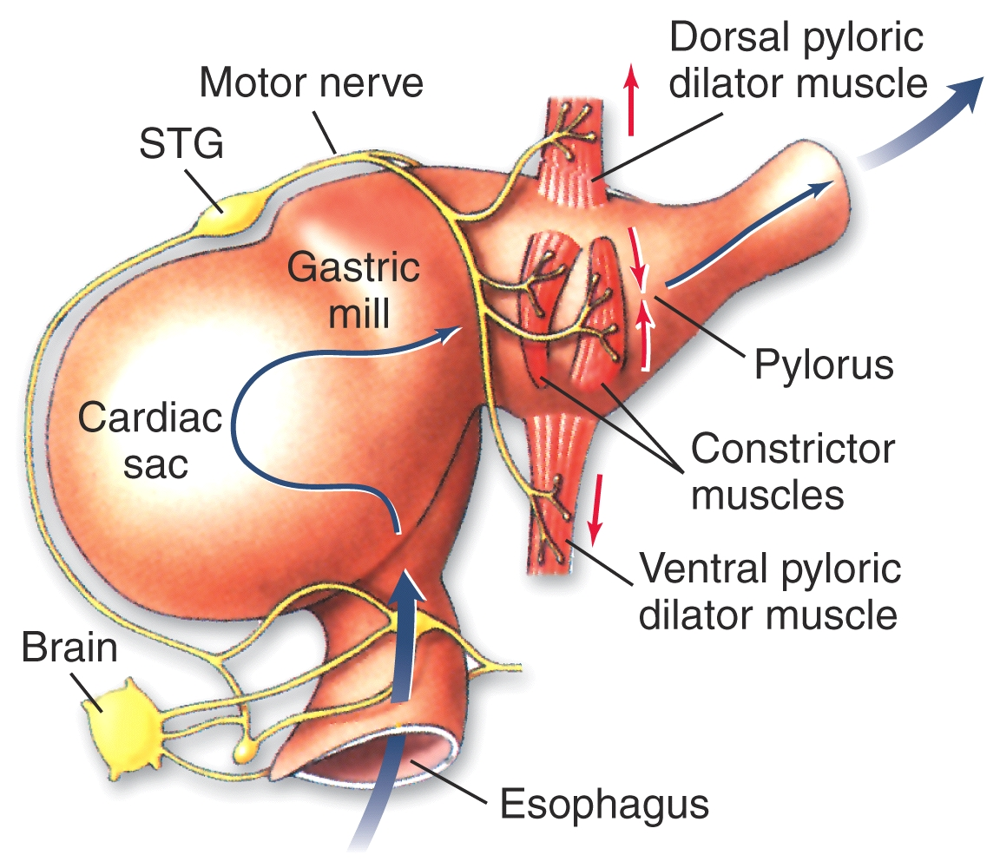 Dorsal pyloric
dilator muscle
Motor nerve
STG
Gastric
mill
Pylorus
Cardiac
sac
Constrictor
muscles
Ventral pyloric
dilator muscle
Brain
Esophagus